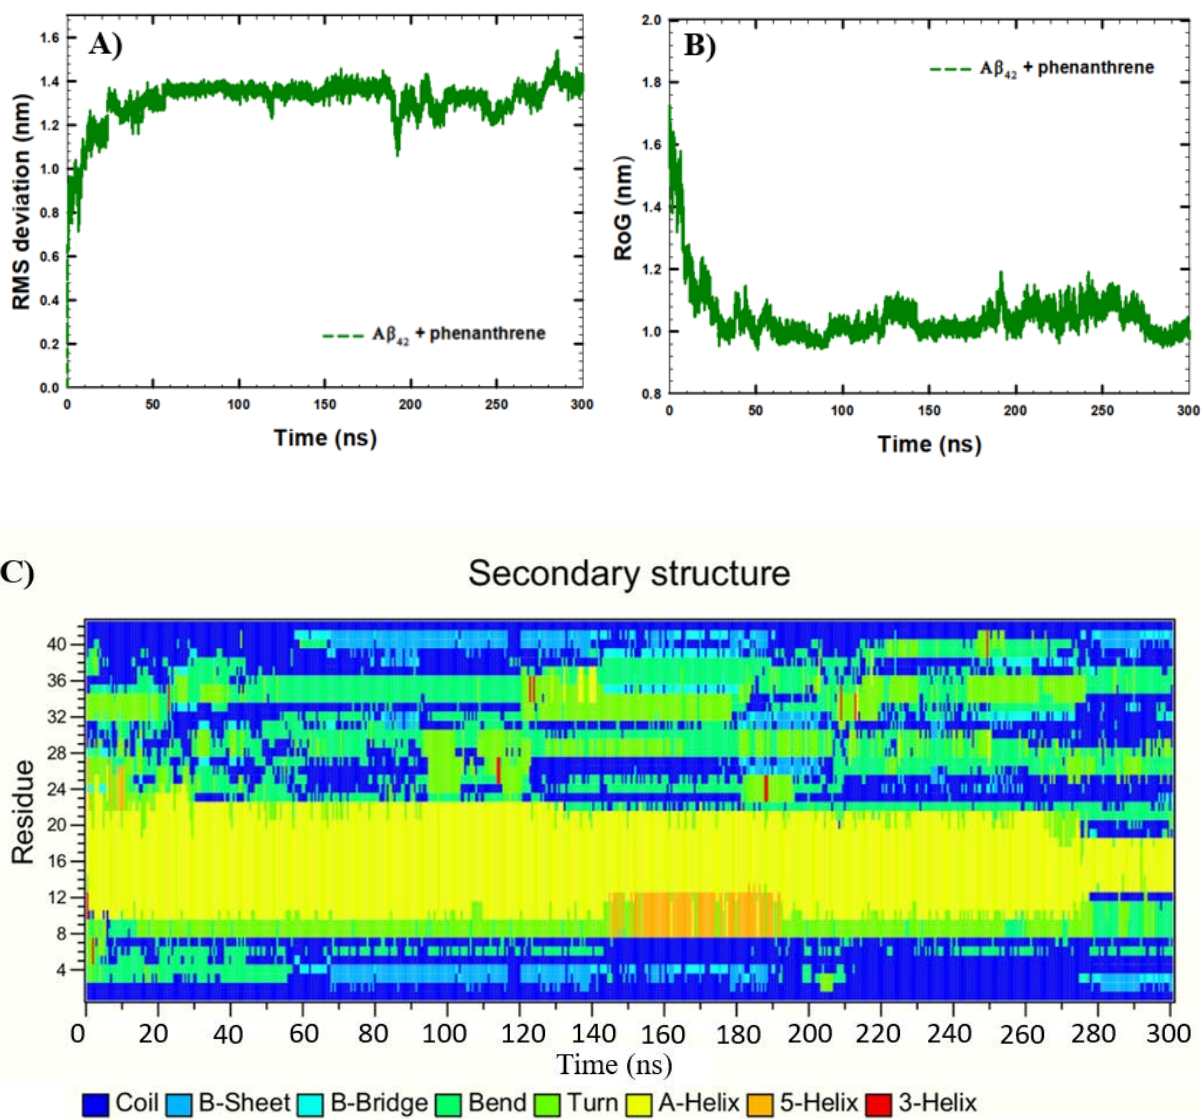 A)
RMS deviation (nm)
1.6
1.4
1.2
1.0
0.8
0.6
0.4
0.2
0.0
Aβ42 + phenanthrene
0 50 100 150 200 250 300
Time (ns)
B)
RoG (nm)
2.0
1.8
1.6
1.4
1.2
1.0
0.8
Aβ42 + phenanthrene
0 50 100 150 200 250 300
Time (ns)
C)
Secondary structure
Residue
40
36
32
28
24
20
16
12
8
4
0 20 40 60 80 100 120 140 160 180 200 220 240 260 280 300
Time (ns)
Coil B-Sheet B-Bridge Bend Turn A-Helix 5-Helix 3-Helix